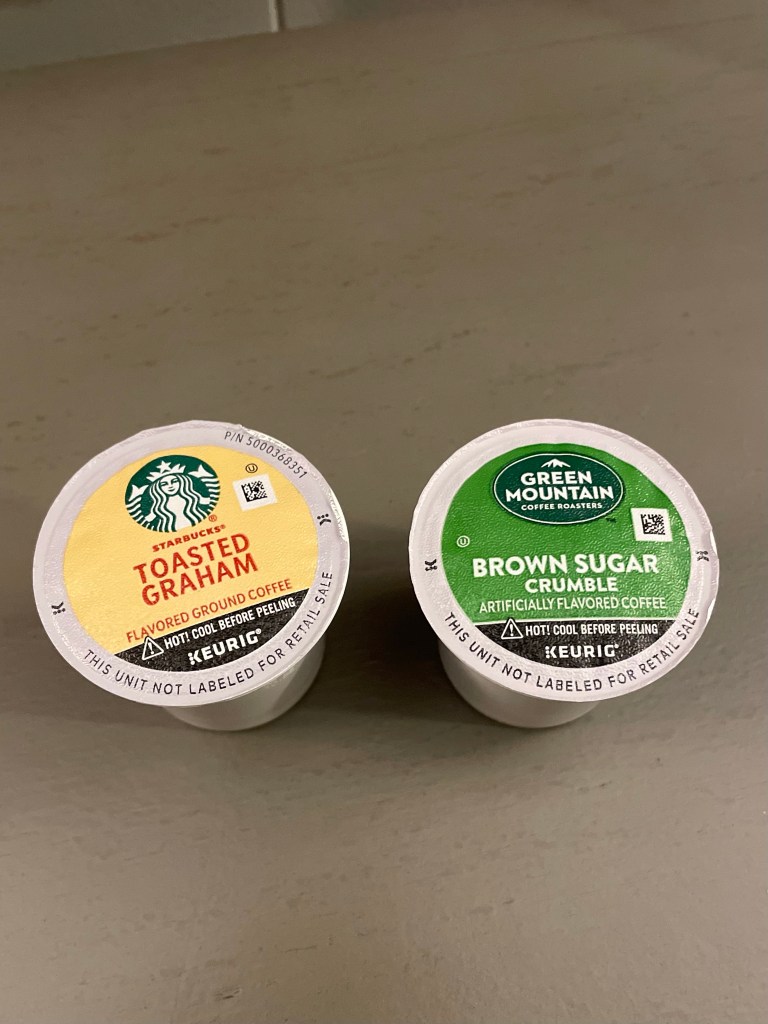 P/N 5000368351
U
STARBUCKS®
TOASTED
GRAHAM
FLAVORED GROUND COFFEE
HOT! COOL BEFORE PEELING
KEURIG®
THIS UNIT NOT LABELED FOR RETAIL SALE
GREEN
MOUNTAIN
COFFEE ROASTERS
™
U
BROWN SUGAR
CRUMBLE
ARTIFICIALLY FLAVORED COFFEE
HOT! COOL BEFORE PEELING
KEURIG®
THIS UNIT NOT LABELED FOR RETAIL SALE